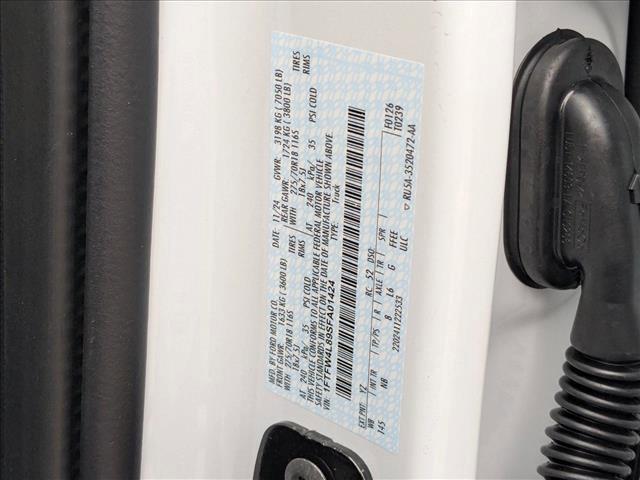 MFD. BY FORD MOTOR CO.
DATE: 11/24 GVWR: 3198 KG ( 7050 LB)
FRONT GAWR: 1633 KG ( 3600 LB) REAR GAWR: 1724 KG ( 3800 LB)
WITH 275/70R18 116S TIRES WITH 275/70R18 116S TIRES
18x7.5J RIMS 18x7.5J RIMS
AT 240 kPa/ 35 PSI COLD AT 240 kPa/ 35 PSI COLD
THIS VEHICLE CONFORMS TO ALL APPLICABLE FEDERAL MOTOR VEHICLE
SAFETY STANDARDS IN EFFECT ON THE DATE OF MANUFACTURE SHOWN ABOVE.
VIN: 1FTFW4L89SFA01424 TYPE: Truck
F0126
T0239
EXT PNT: YZ RC: 52 DSO:
WB INT TR TP/PS R AXLE TR SPR
145 NB B L6 G FFEE
ULC
2202411222533 RU5A-3520472-AA